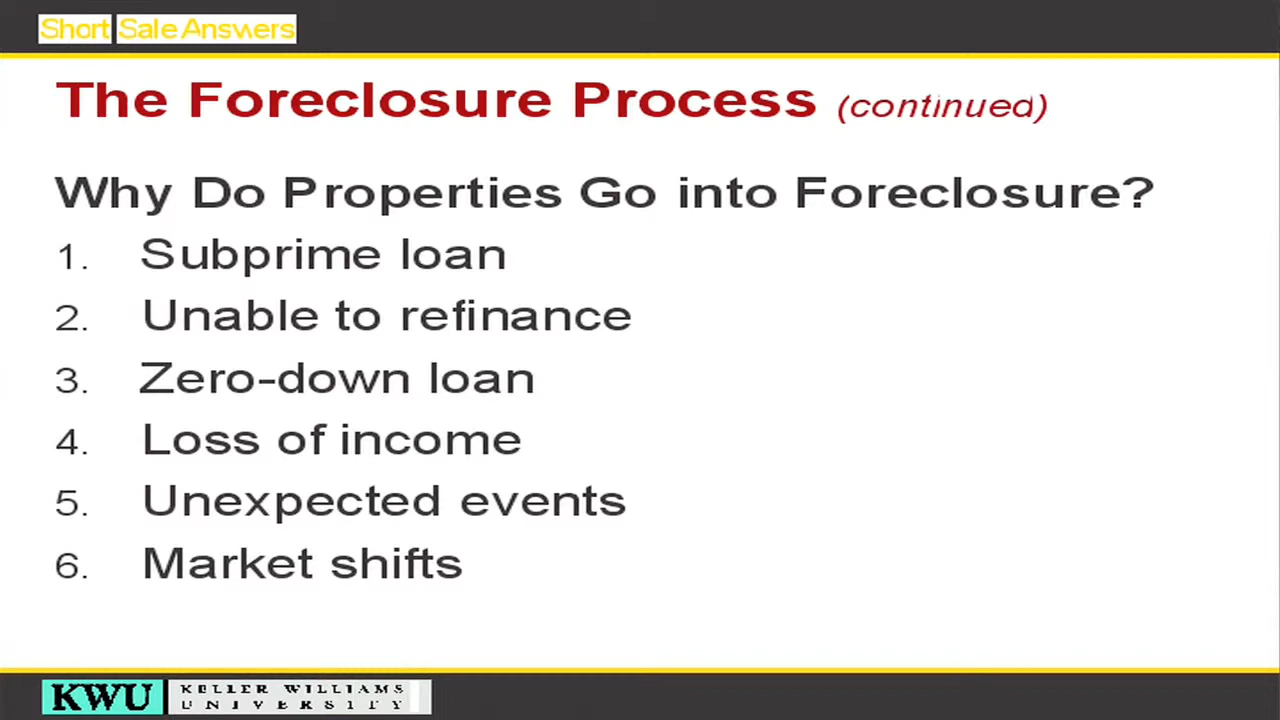 Short Sale Answers
The Foreclosure Process (continued)
Why Do Properties Go into Foreclosure?
1. Subprime loan
2. Unable to refinance
3. Zero-down loan
4. Loss of income
5. Unexpected events
6. Market shifts
KWU KELLER WILLIAMS
UNIVERSITY